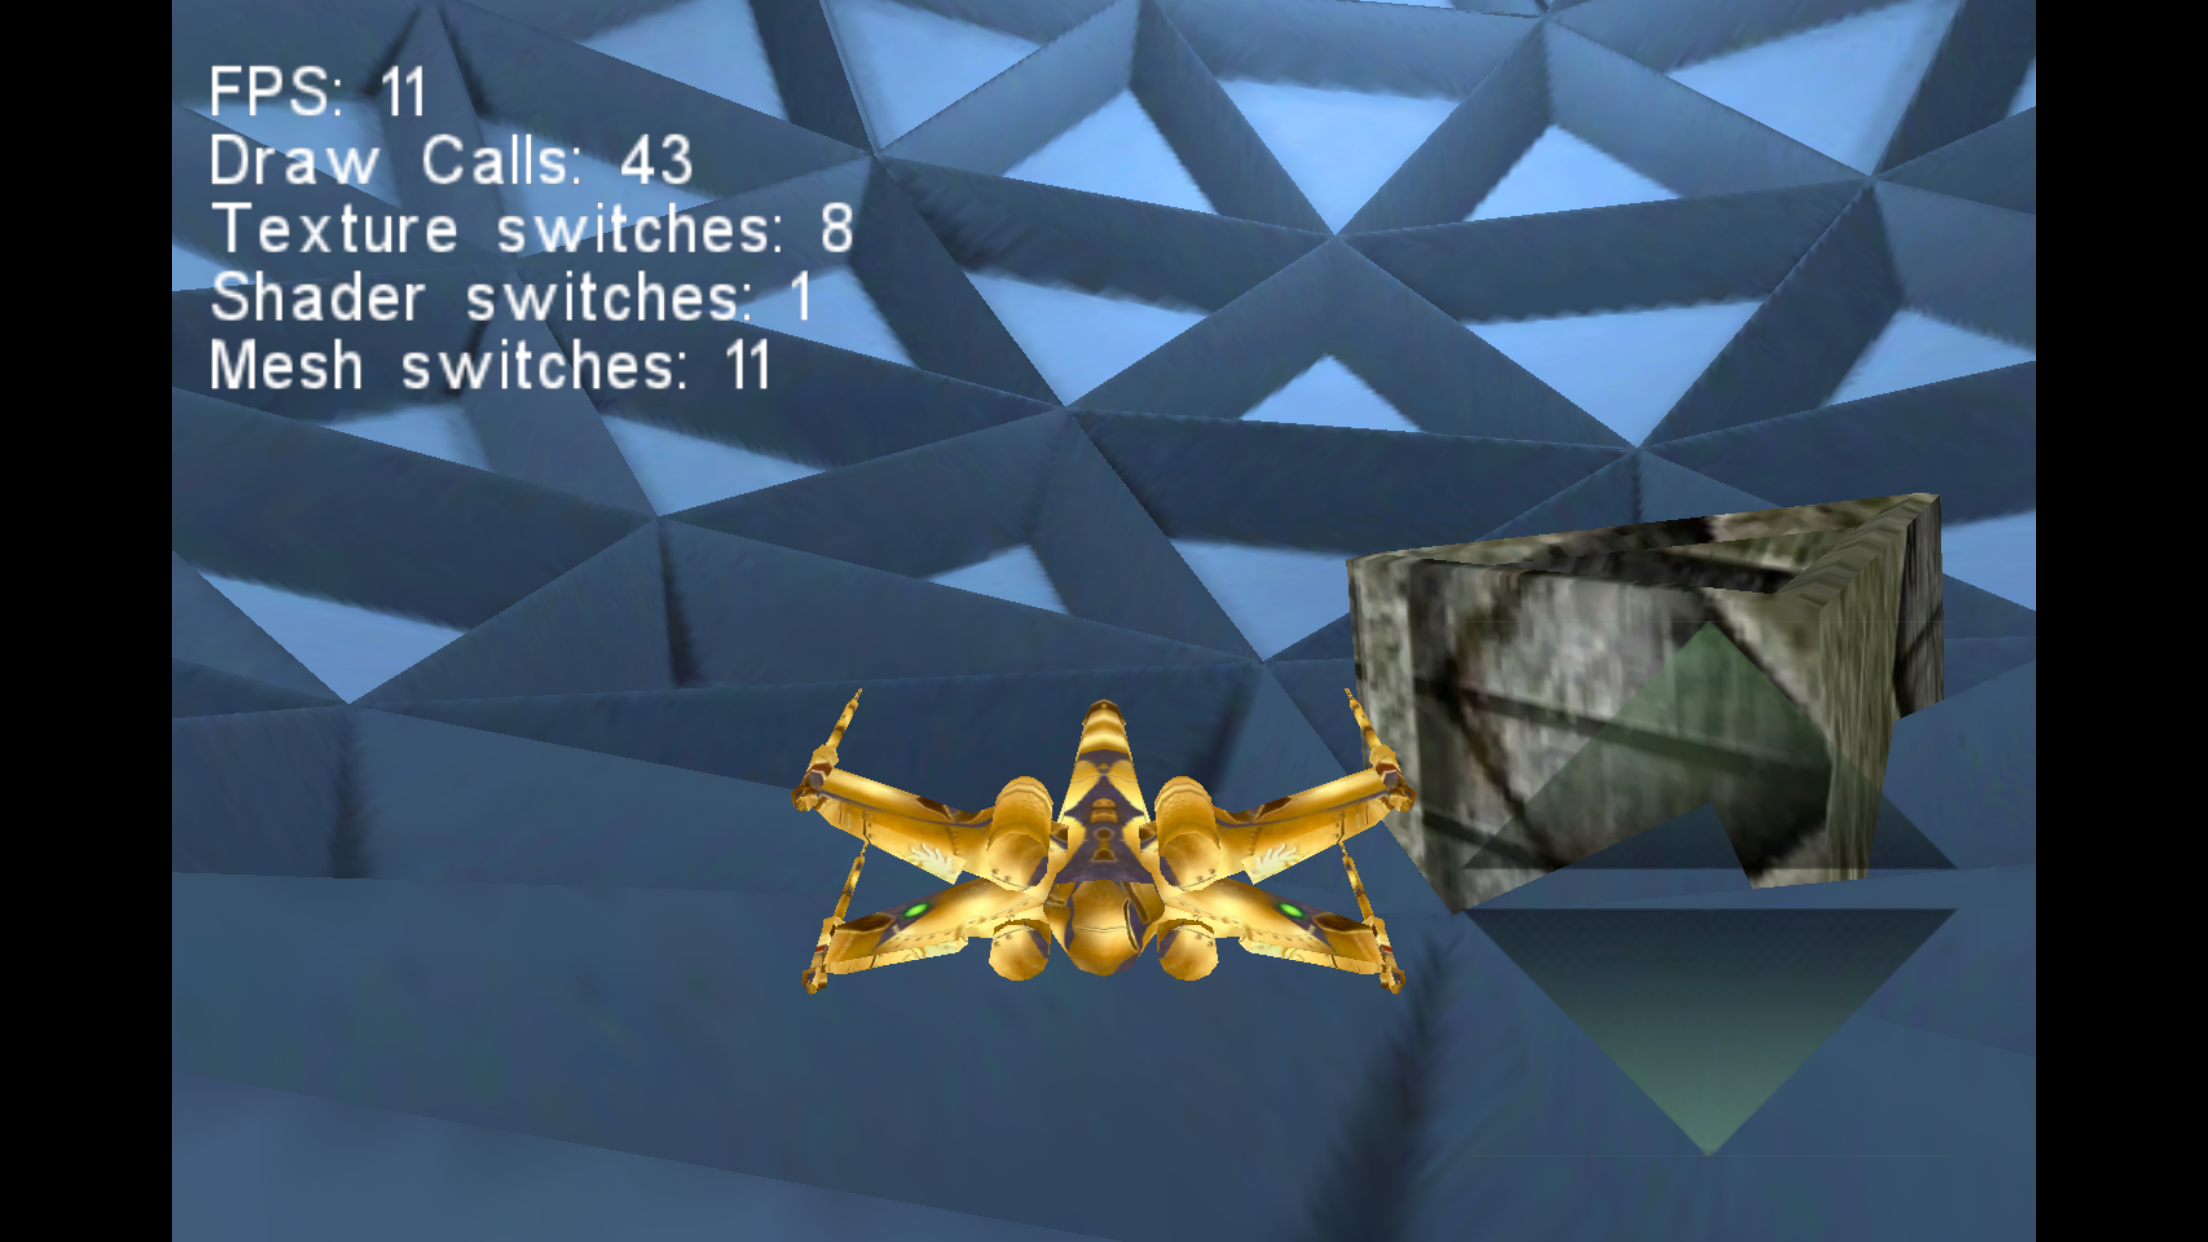 FPS: 11
Draw Calls: 43
Texture switches: 8
Shader switches: 1
Mesh switches: 11